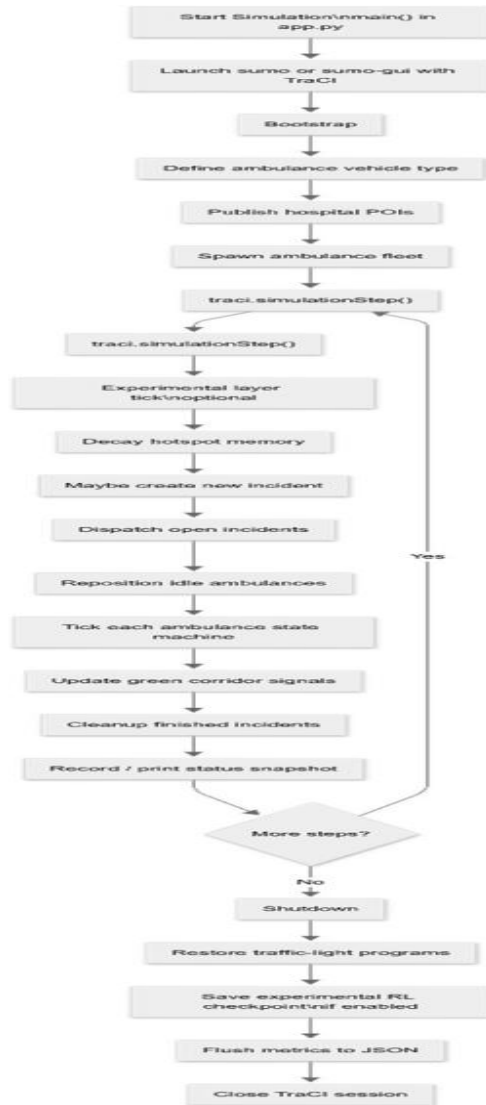 Start Simulation\nmain() in
app.py
Launch sumo or sumo-gui with
TraCI
Bootstrap
Define ambulance vehicle type
Publish hospital POIs
Spawn ambulance fleet
traci.simulationStep()
traci.simulationStep()
Experimental layer
tick\noptional
Decay hotspot memory
Maybe create new incident
Dispatch open incidents
Yes
Reposition idle ambulances
Tick each ambulance state
machine
Update green corridor signals
Cleanup finished incidents
Record / print status snapshot
More steps?
No
Shutdown
Restore traffic-light programs
Save experimental RL
checkpoint\nif enabled
Flush metrics to JSON
Close TraCI session